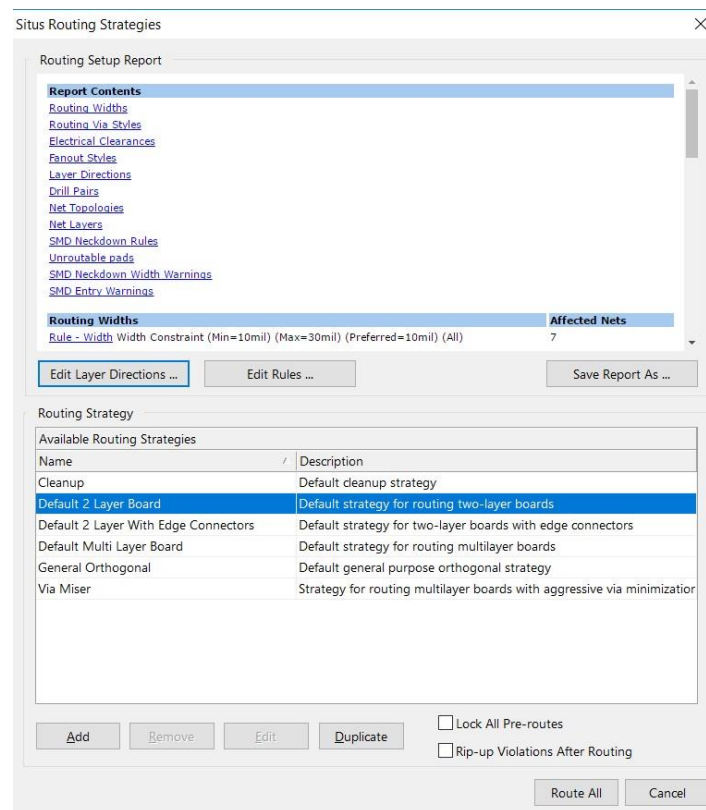 Situs Routing Strategies
Routing Setup Report
Report Contents
Routing Widths
Routing Via Styles
Electrical Clearances
Fanout Styles
Layer Directions
Drill Pairs
Net Topologies
Net Layers
SMD Neckdown Rules
Unroutable pads
SMD Neckdown Width Warnings
SMD Entry Warnings
Routing Widths Affected Nets
Rule - Width Width Constraint (Min=10mil) (Max=30mil) (Preferred=10mil) (All) 7
Edit Layer Directions ... Edit Rules ... Save Report As ...
Routing Strategy
Available Routing Strategies
Name / Description
Cleanup Default cleanup strategy
Default 2 Layer Board Default strategy for routing two-layer boards
Default 2 Layer With Edge Connectors Default strategy for two-layer boards with edge connectors
Default Multi Layer Board Default strategy for routing multilayer boards
General Orthogonal Default general purpose orthogonal strategy
Via Miser Strategy for routing multilayer boards with aggressive via minimization
Add Remove Edit Duplicate Lock All Pre-routes
Rip-up Violations After Routing
Route All Cancel